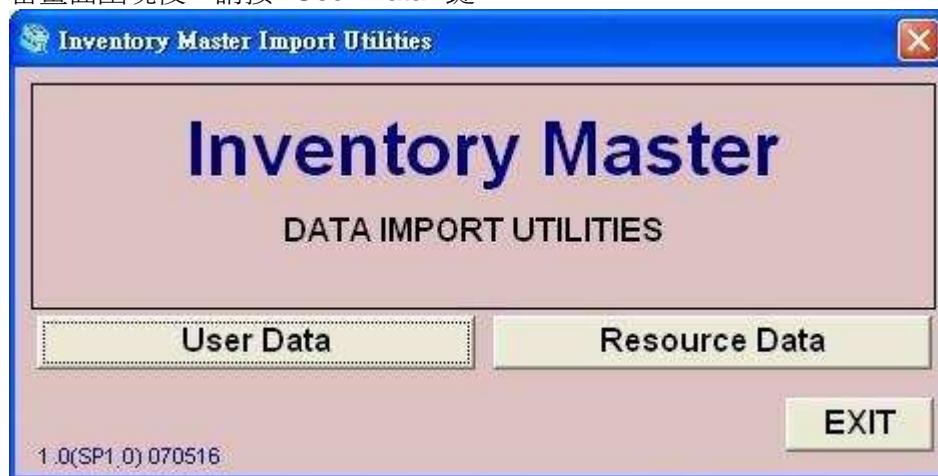 Inventory Master Import Utilities
Inventory Master
DATA IMPORT UTILITIES
User Data
Resource Data
EXIT
1.0(SP1.0) 070516